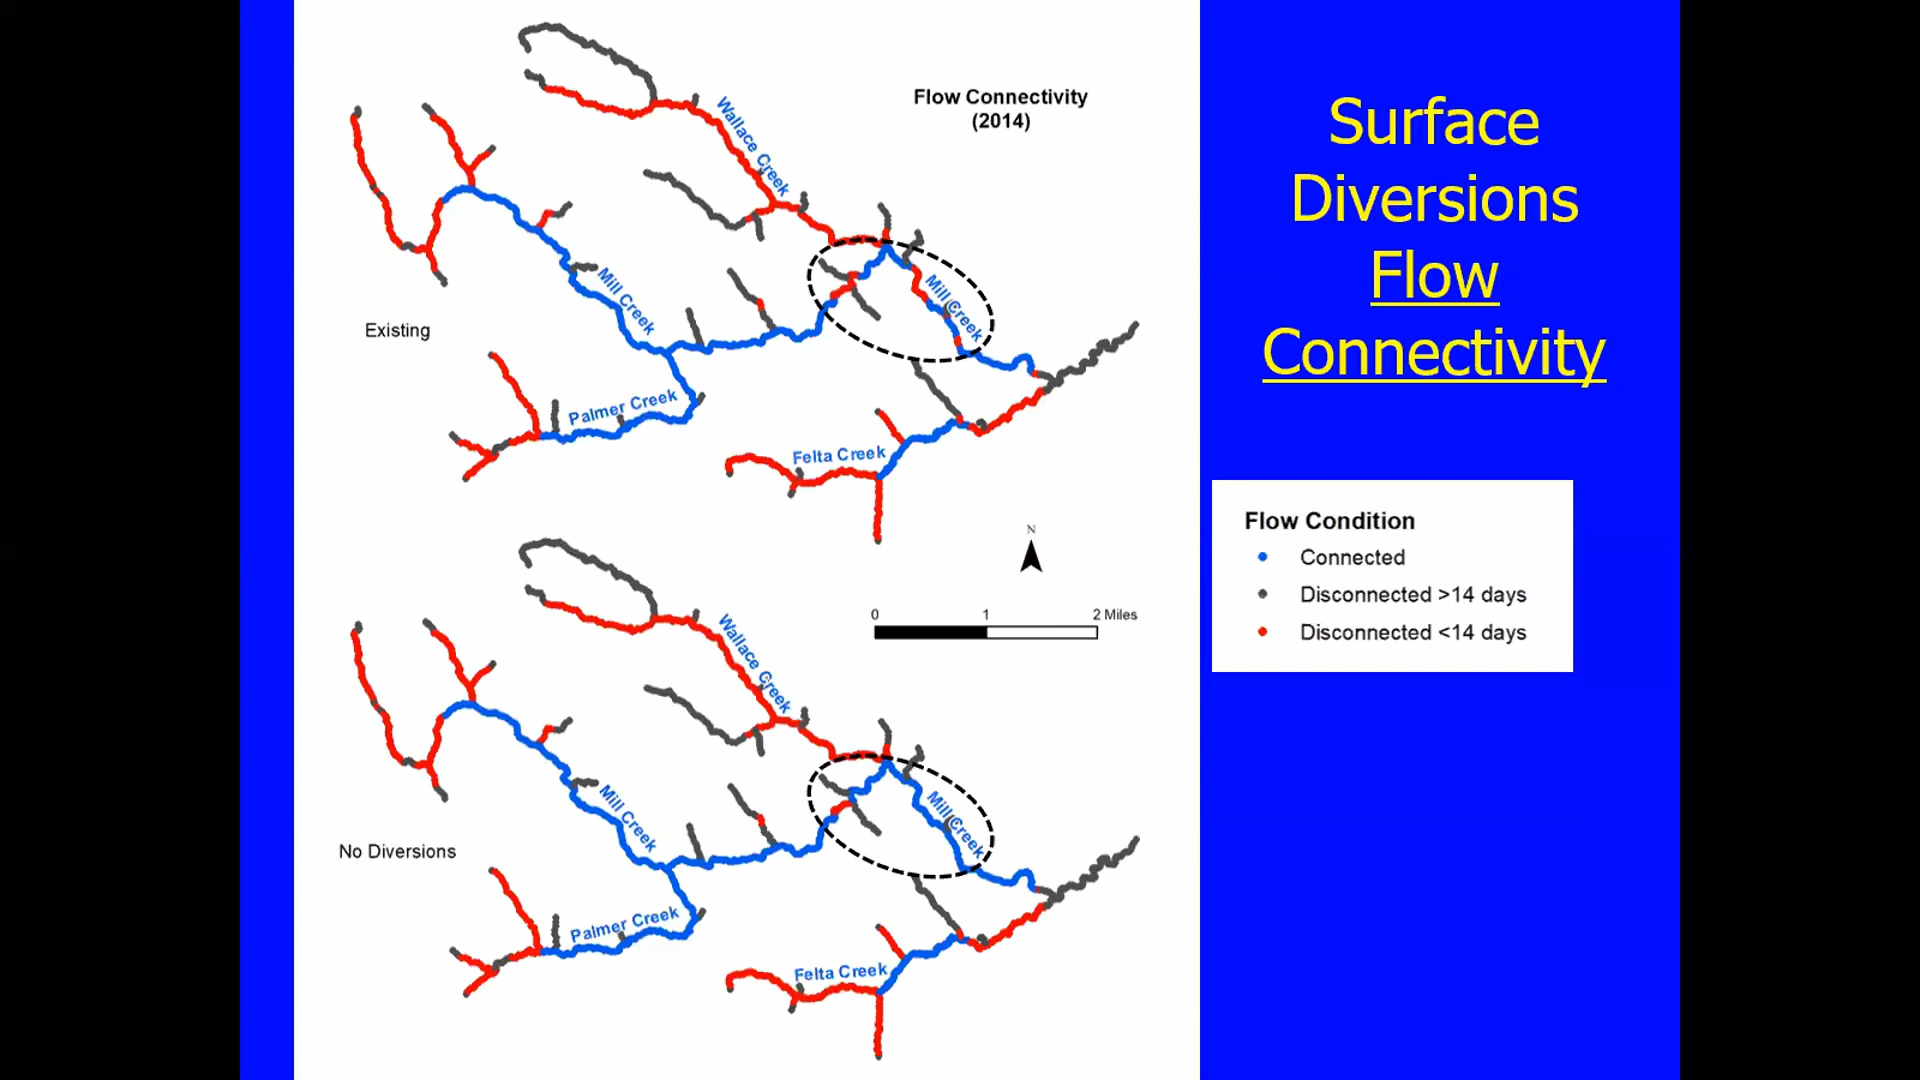 Flow Connectivity
(2014)
Wallace Creek
Mill Creek
Mill Creek
Existing
Palmer Creek
Felta Creek
N
0 1 2 Miles
Wallace Creek
Mill Creek
Mill Creek
No Diversions
Palmer Creek
Felta Creek
Surface
Diversions
Flow
Connectivity
Flow Condition
Connected
Disconnected >14 days
Disconnected <14 days